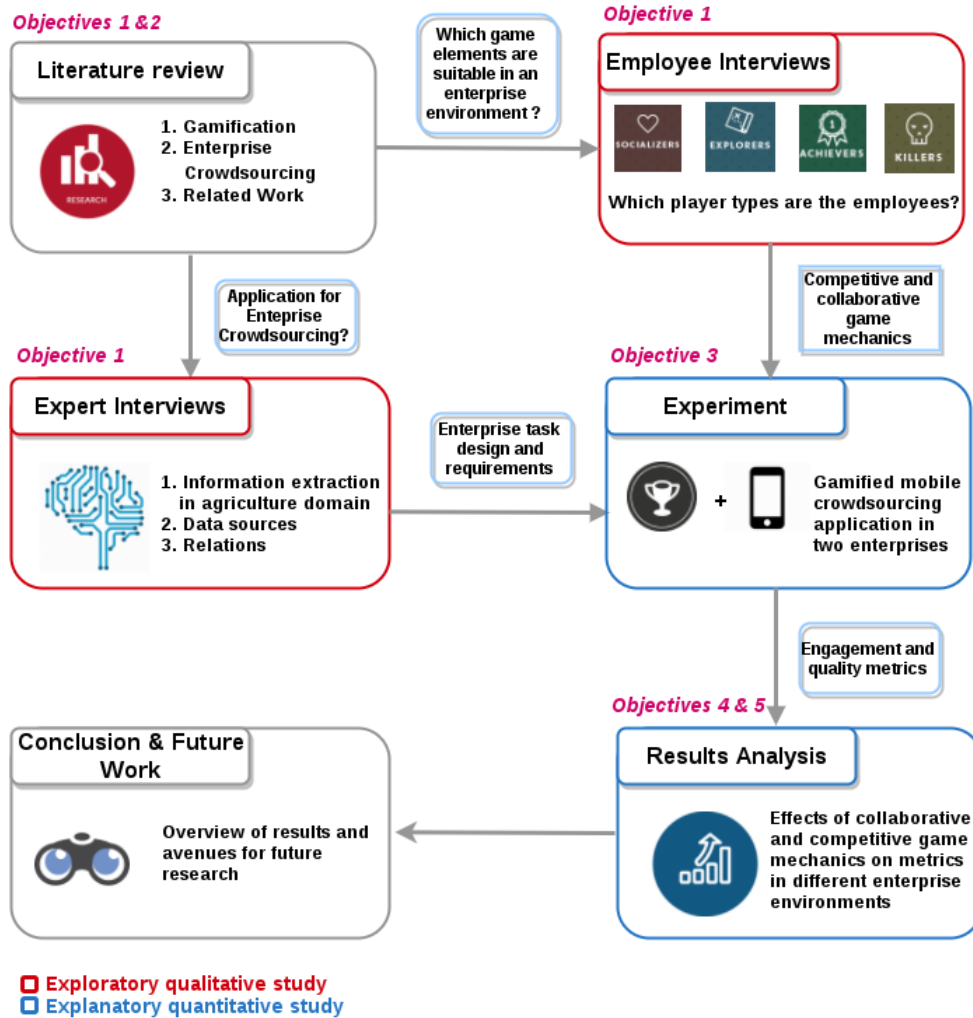 Objectives 1 &2
Literature review
1. Gamification
2. Enterprise
Crowdsourcing
3. Related Work
RESEARCH
Which game
elements are
suitable in an
enterprise
environment ?
Objective 1
Employee Interviews
SOCIALIZERS
EXPLORERS
1
ACHIEVERS
KILLERS
Which player types are the employees?
Application for
Enteprise
Crowdsourcing?
Competitive and
collaborative
game
mechanics
Objective 1
Expert Interviews
1. Information extraction
in agriculture domain
2. Data sources
3. Relations
Enterprise task
design and
requirements
Objective 3
Experiment
+
Gamified mobile
crowdsourcing
application in
two enterprises
Engagement and
quality metrics
Objectives 4 & 5
Results Analysis
Effects of collaborative
and competitive game
mechanics on metrics
in different enterprise
environments
Conclusion & Future
Work
Overview of results and
avenues for future
research
Exploratory qualitative study
Explanatory quantitative study